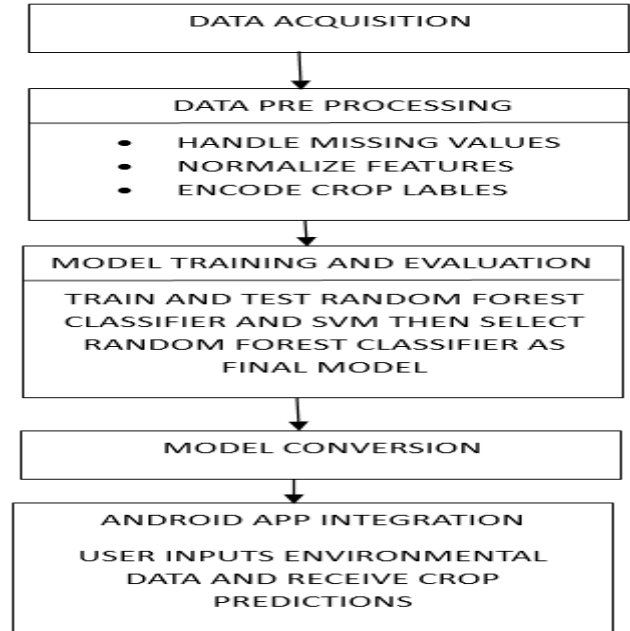 DATA ACQUISITION
DATA PRE PROCESSING
• HANDLE MISSING VALUES
• NORMALIZE FEATURES
• ENCODE CROP LABLES
MODEL TRAINING AND EVALUATION
TRAIN AND TEST RANDOM FOREST
CLASSIFIER AND SVM THEN SELECT
RANDOM FOREST CLASSIFIER AS
FINAL MODEL
MODEL CONVERSION
ANDROID APP INTEGRATION
USER INPUTS ENVIRONMENTAL
DATA AND RECEIVE CROP
PREDICTIONS